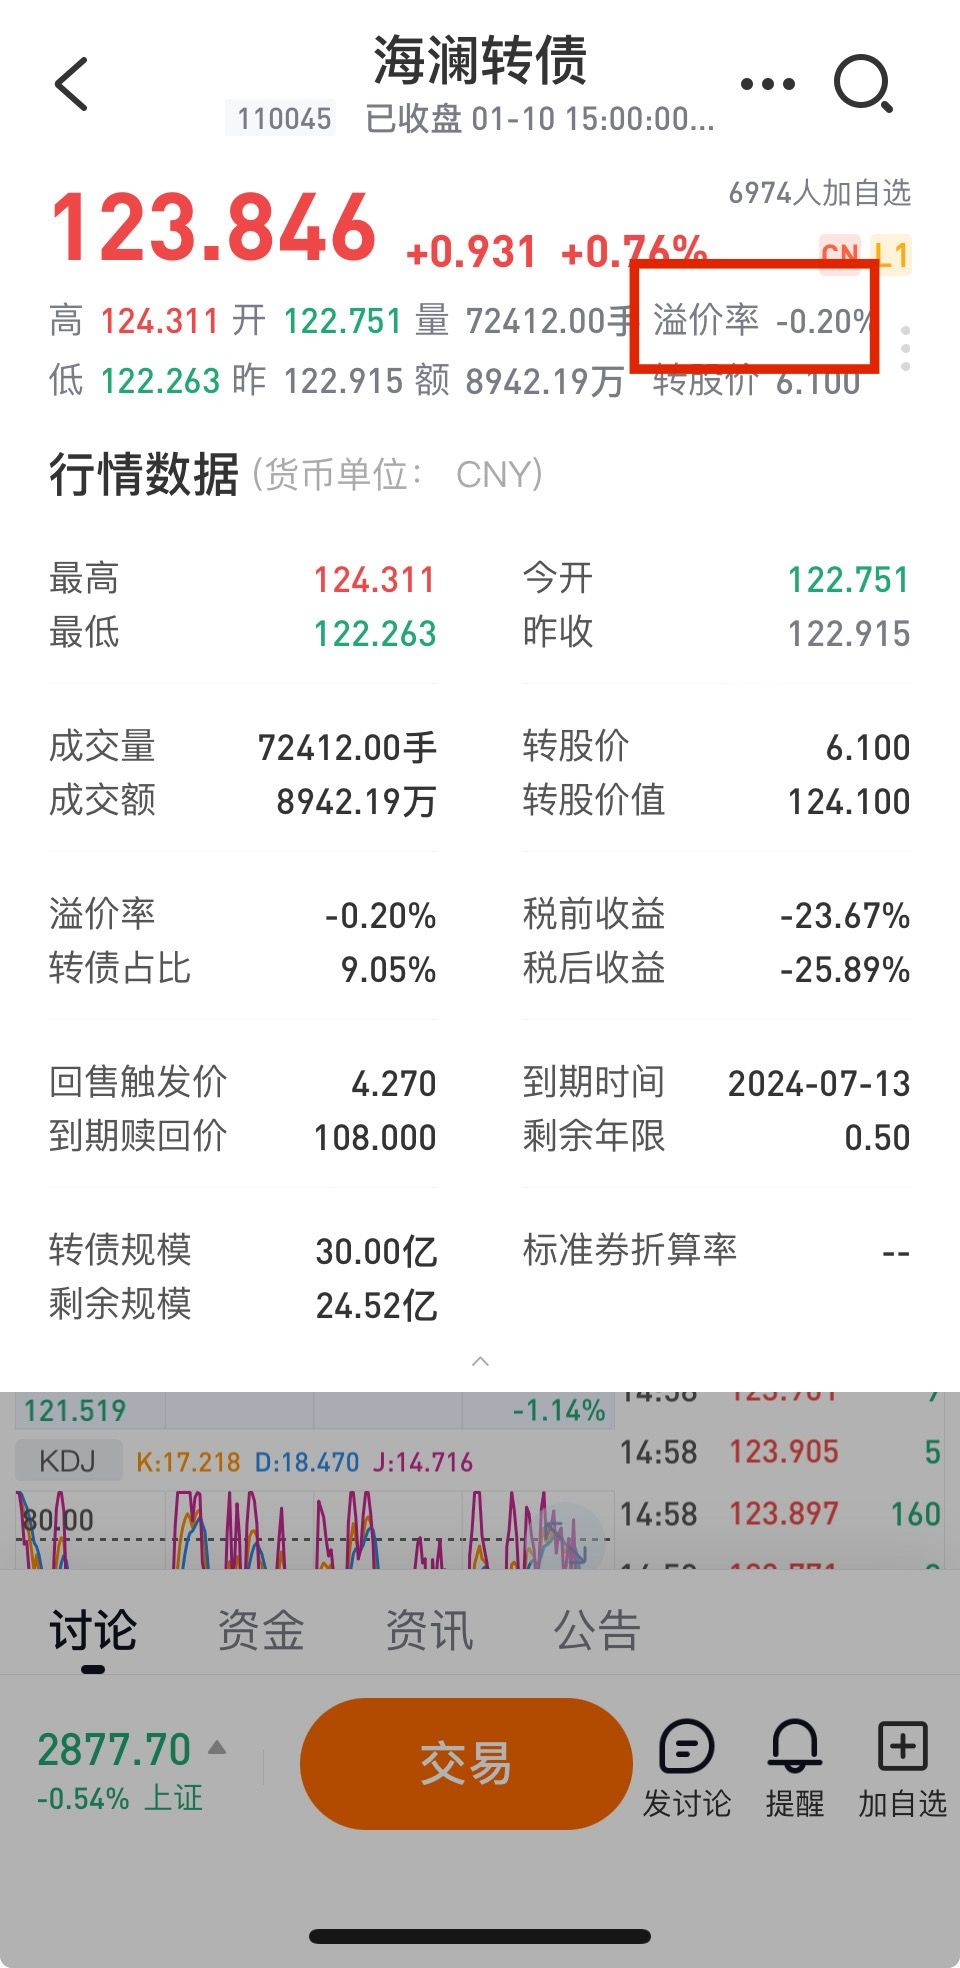 海澜转债
110045 已收盘 01-10 15:00:00...
6974人加自选
123.846 +0.931 +0.76% CN L1
高 124.311 开 122.751 量 72412.00手 溢价率 -0.20%
低 122.263 昨 122.915 额 8942.19万 转股价 6.100
行情数据 (货币单位： CNY)
最高 124.311 今开 122.751
最低 122.263 昨收 122.915
成交量 72412.00手 转股价 6.100
成交额 8942.19万 转股价值 124.100
溢价率 -0.20% 税前收益 -23.67%
转债占比 9.05% 税后收益 -25.89%
回售触发价 4.270 到期时间 2024-07-13
到期赎回价 108.000 剩余年限 0.50
转债规模 30.00亿 标准券折算率 --
剩余规模 24.52亿
121.519 -1.14% 14:58
KDJ K:17.218 D:18.470 J:14.716 14:58 123.905 5
80.00 14:58 123.897 160
讨论 资金 资讯 公告
2877.70 交易
-0.54% 上证 发讨论 提醒 加自选